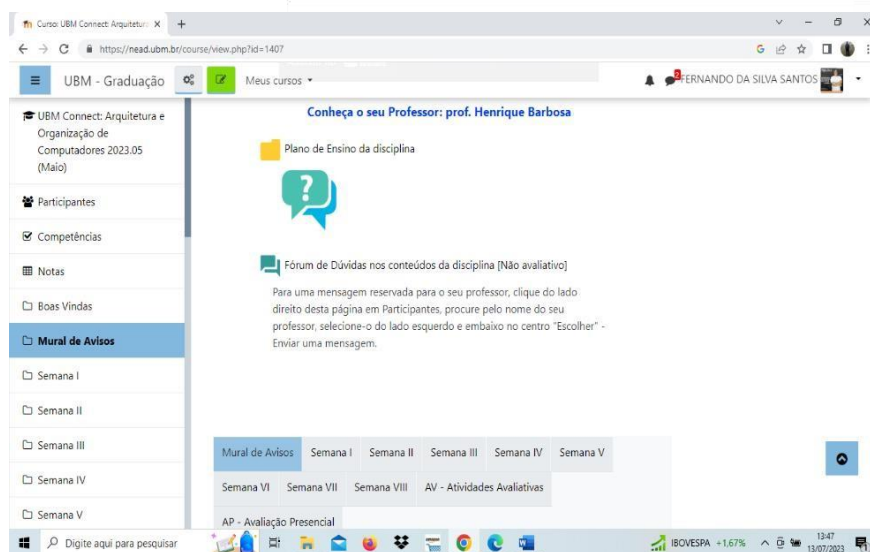 Curso: UBM Connect: Arquitetur
https://nead.ubm.br/course/view.php?id=1407
UBM - Graduação
Meus cursos
2
FERNANDO DA SILVA SANTOS
UBM Connect: Arquitetura e
Organização de
Computadores 2023.05
(Maio)
Participantes
Competências
Notas
Boas Vindas
Mural de Avisos
Semana I
Semana II
Semana III
Semana IV
Semana V
Conheça o seu Professor: prof. Henrique Barbosa
Plano de Ensino da disciplina
?
Fórum de Dúvidas nos conteúdos da disciplina [Não avaliativo]
Para uma mensagem reservada para o seu professor, clique do lado
direito desta página em Participantes, procure pelo nome do seu
professor, selecione-o do lado esquerdo e embaixo no centro "Escolher" -
Enviar uma mensagem.
Mural de Avisos Semana I Semana II Semana III Semana IV Semana V
Semana VI Semana VII Semana VIII AV - Atividades Avaliativas
AP - Avaliação Presencial
Digite aqui para pesquisar
IBOVESPA +1,67%
13:47
13/07/2023